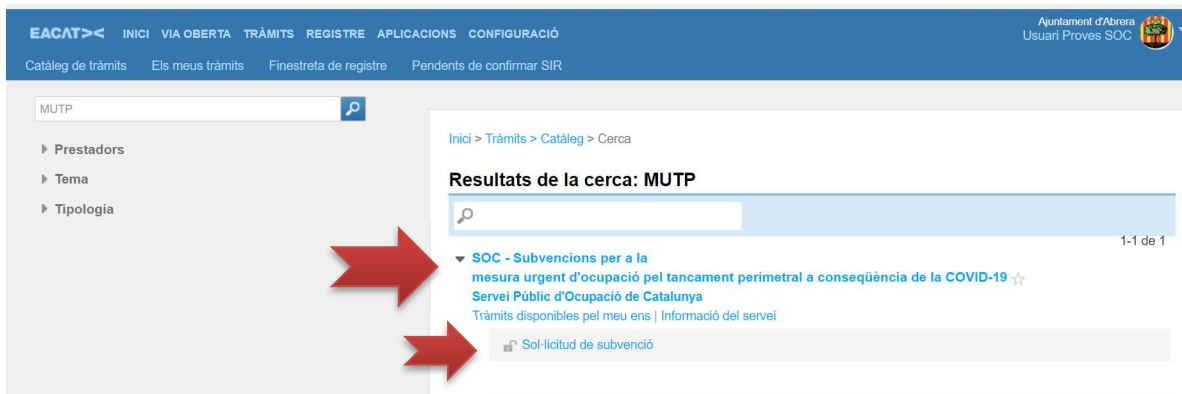 EACAT
INICI VIA OBERTA TRÀMITS REGISTRE APLICACIONS CONFIGURACIÓ
Ajuntament d'Abrera
Usuari Proves SOC
Catàleg de tràmits Els meus tràmits Finestreta de registre Pendents de confirmar SIR
MUTP
Prestadors
Tema
Tipologia
Inici > Tràmits > Catàleg > Cerca
Resultats de la cerca: MUTP
1-1 de 1
SOC - Subvencions per a la
mesura urgent d'ocupació pel tancament perimetral a conseqüència de la COVID-19
Servei Públic d'Ocupació de Catalunya
Tràmits disponibles pel meu ens | Informació del servei
Sol·licitud de subvenció